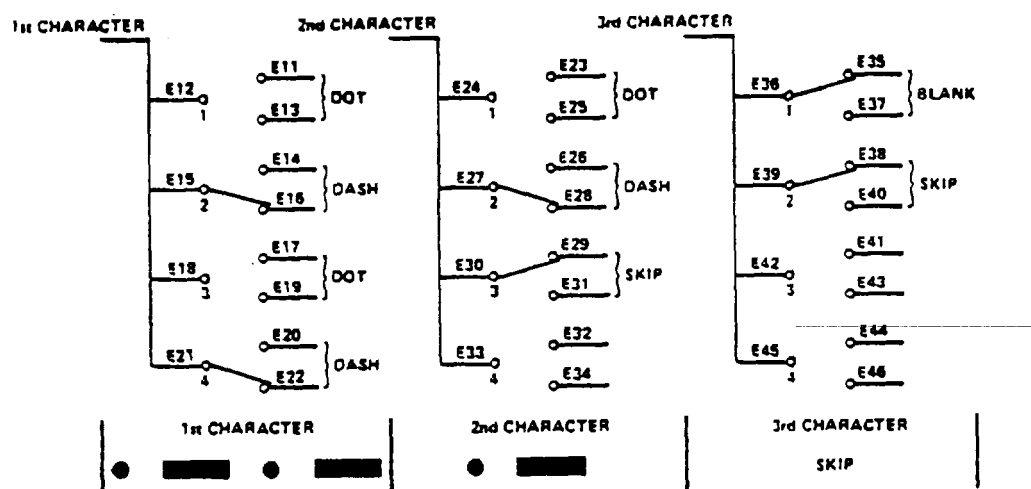 1st CHARACTER 2nd CHARACTER 3rd CHARACTER
E12 1 E11 E13 DOT
E15 2 E14 E16 DASH
E18 3 E17 E19 DOT
E21 4 E20 E22 DASH
E24 1 E23 E25 DOT
E27 2 E26 E28 DASH
E30 3 E29 E31 SKIP
E33 4 E32 E34
E36 1 E35 E37 BLANK
E39 2 E38 E40 SKIP
E42 3 E41 E43
E45 4 E44 E46
1st CHARACTER 2nd CHARACTER 3rd CHARACTER
SKIP